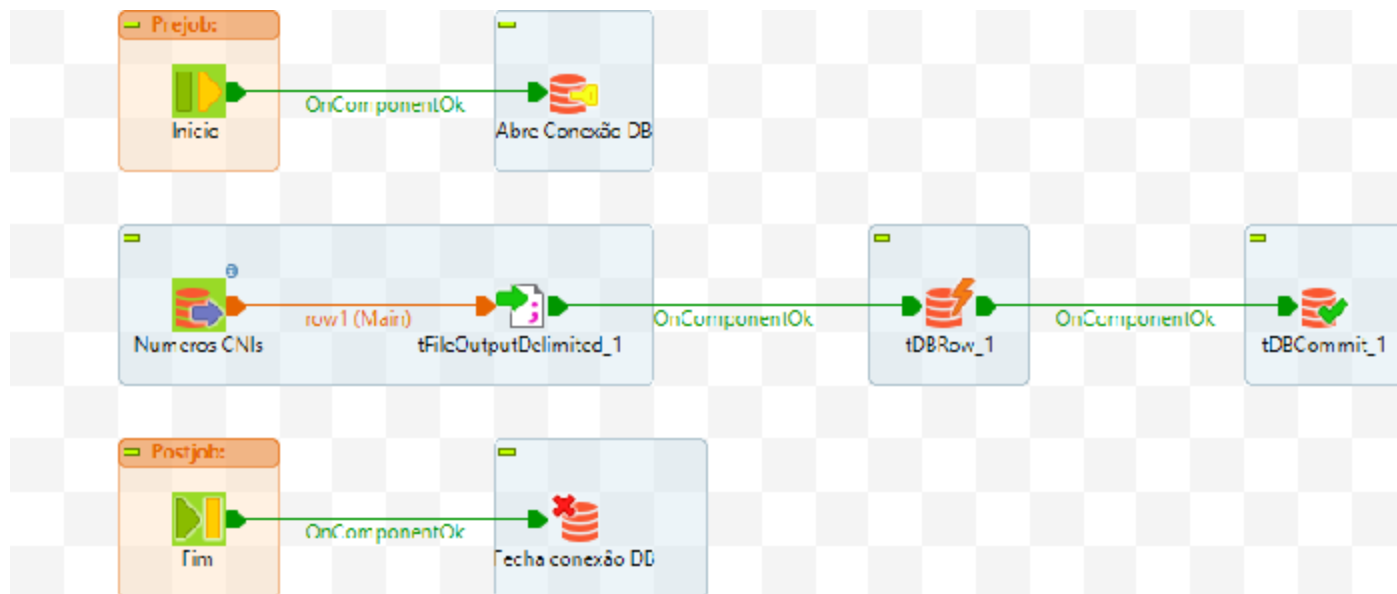 Prejob:
OnComponentOk
Inicio
Abre Conexão DB
row1 (Main)
OnComponentOk
OnComponentOk
Numeros CNIs
tFileOutputDelimited_1
tDBRow_1
tDBCommit_1
Postjob:
OnComponentOk
Fim
Fecha conexão DB